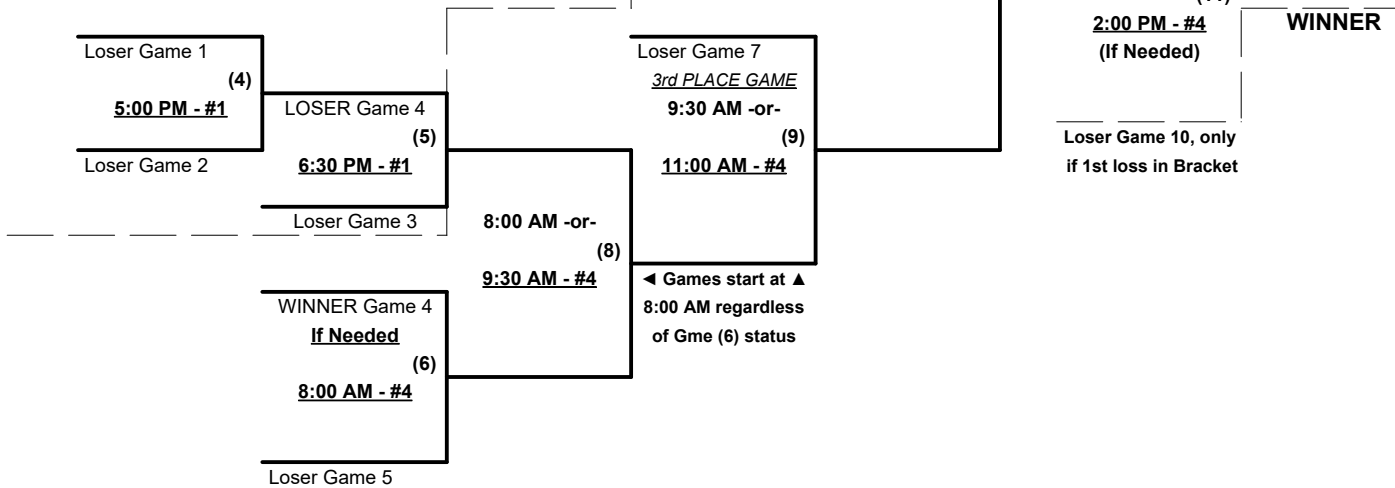 Loser Game 1
(4)
5:00 PM - #1
Loser Game 2
LOSER Game 4
(5)
6:30 PM - #1
Loser Game 3
WINNER Game 4
If Needed
(6)
8:00 AM - #4
Loser Game 5
8:00 AM -or-
(8)
9:30 AM - #4
Loser Game 7
3rd PLACE GAME
9:30 AM -or-
(9)
11:00 AM - #4
◄ Games start at ▲
8:00 AM regardless
of Gme (6) status
2:00 PM - #4
(If Needed)
Loser Game 10, only
if 1st loss in Bracket
WINNER